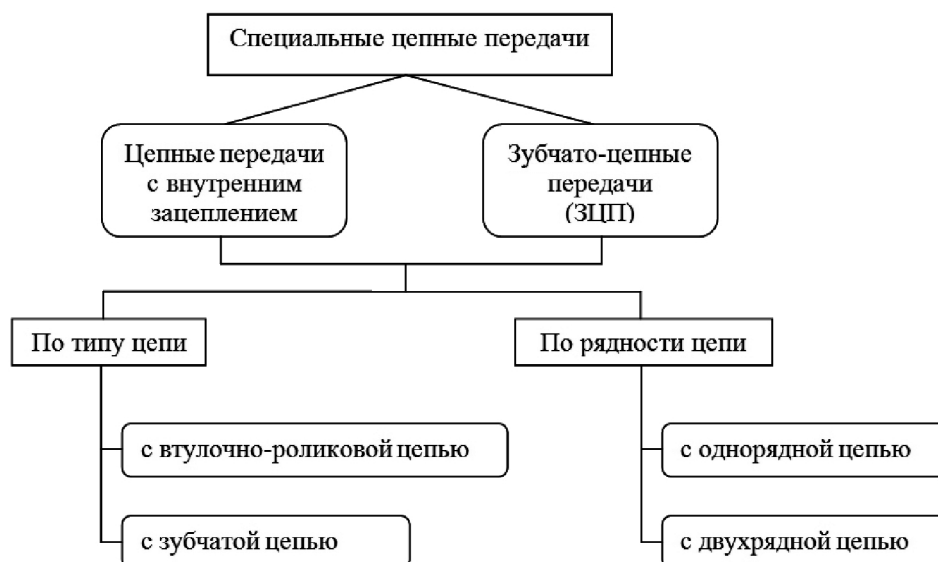 Специальные цепные передачи
Цепные передачи
с внутренним
зацеплением
Зубчато-цепные
передачи
(ЗЦП)
По типу цепи
По рядности цепи
с втулочно-роликовой цепью
с однорядной цепью
с зубчатой цепью
с двухрядной цепью